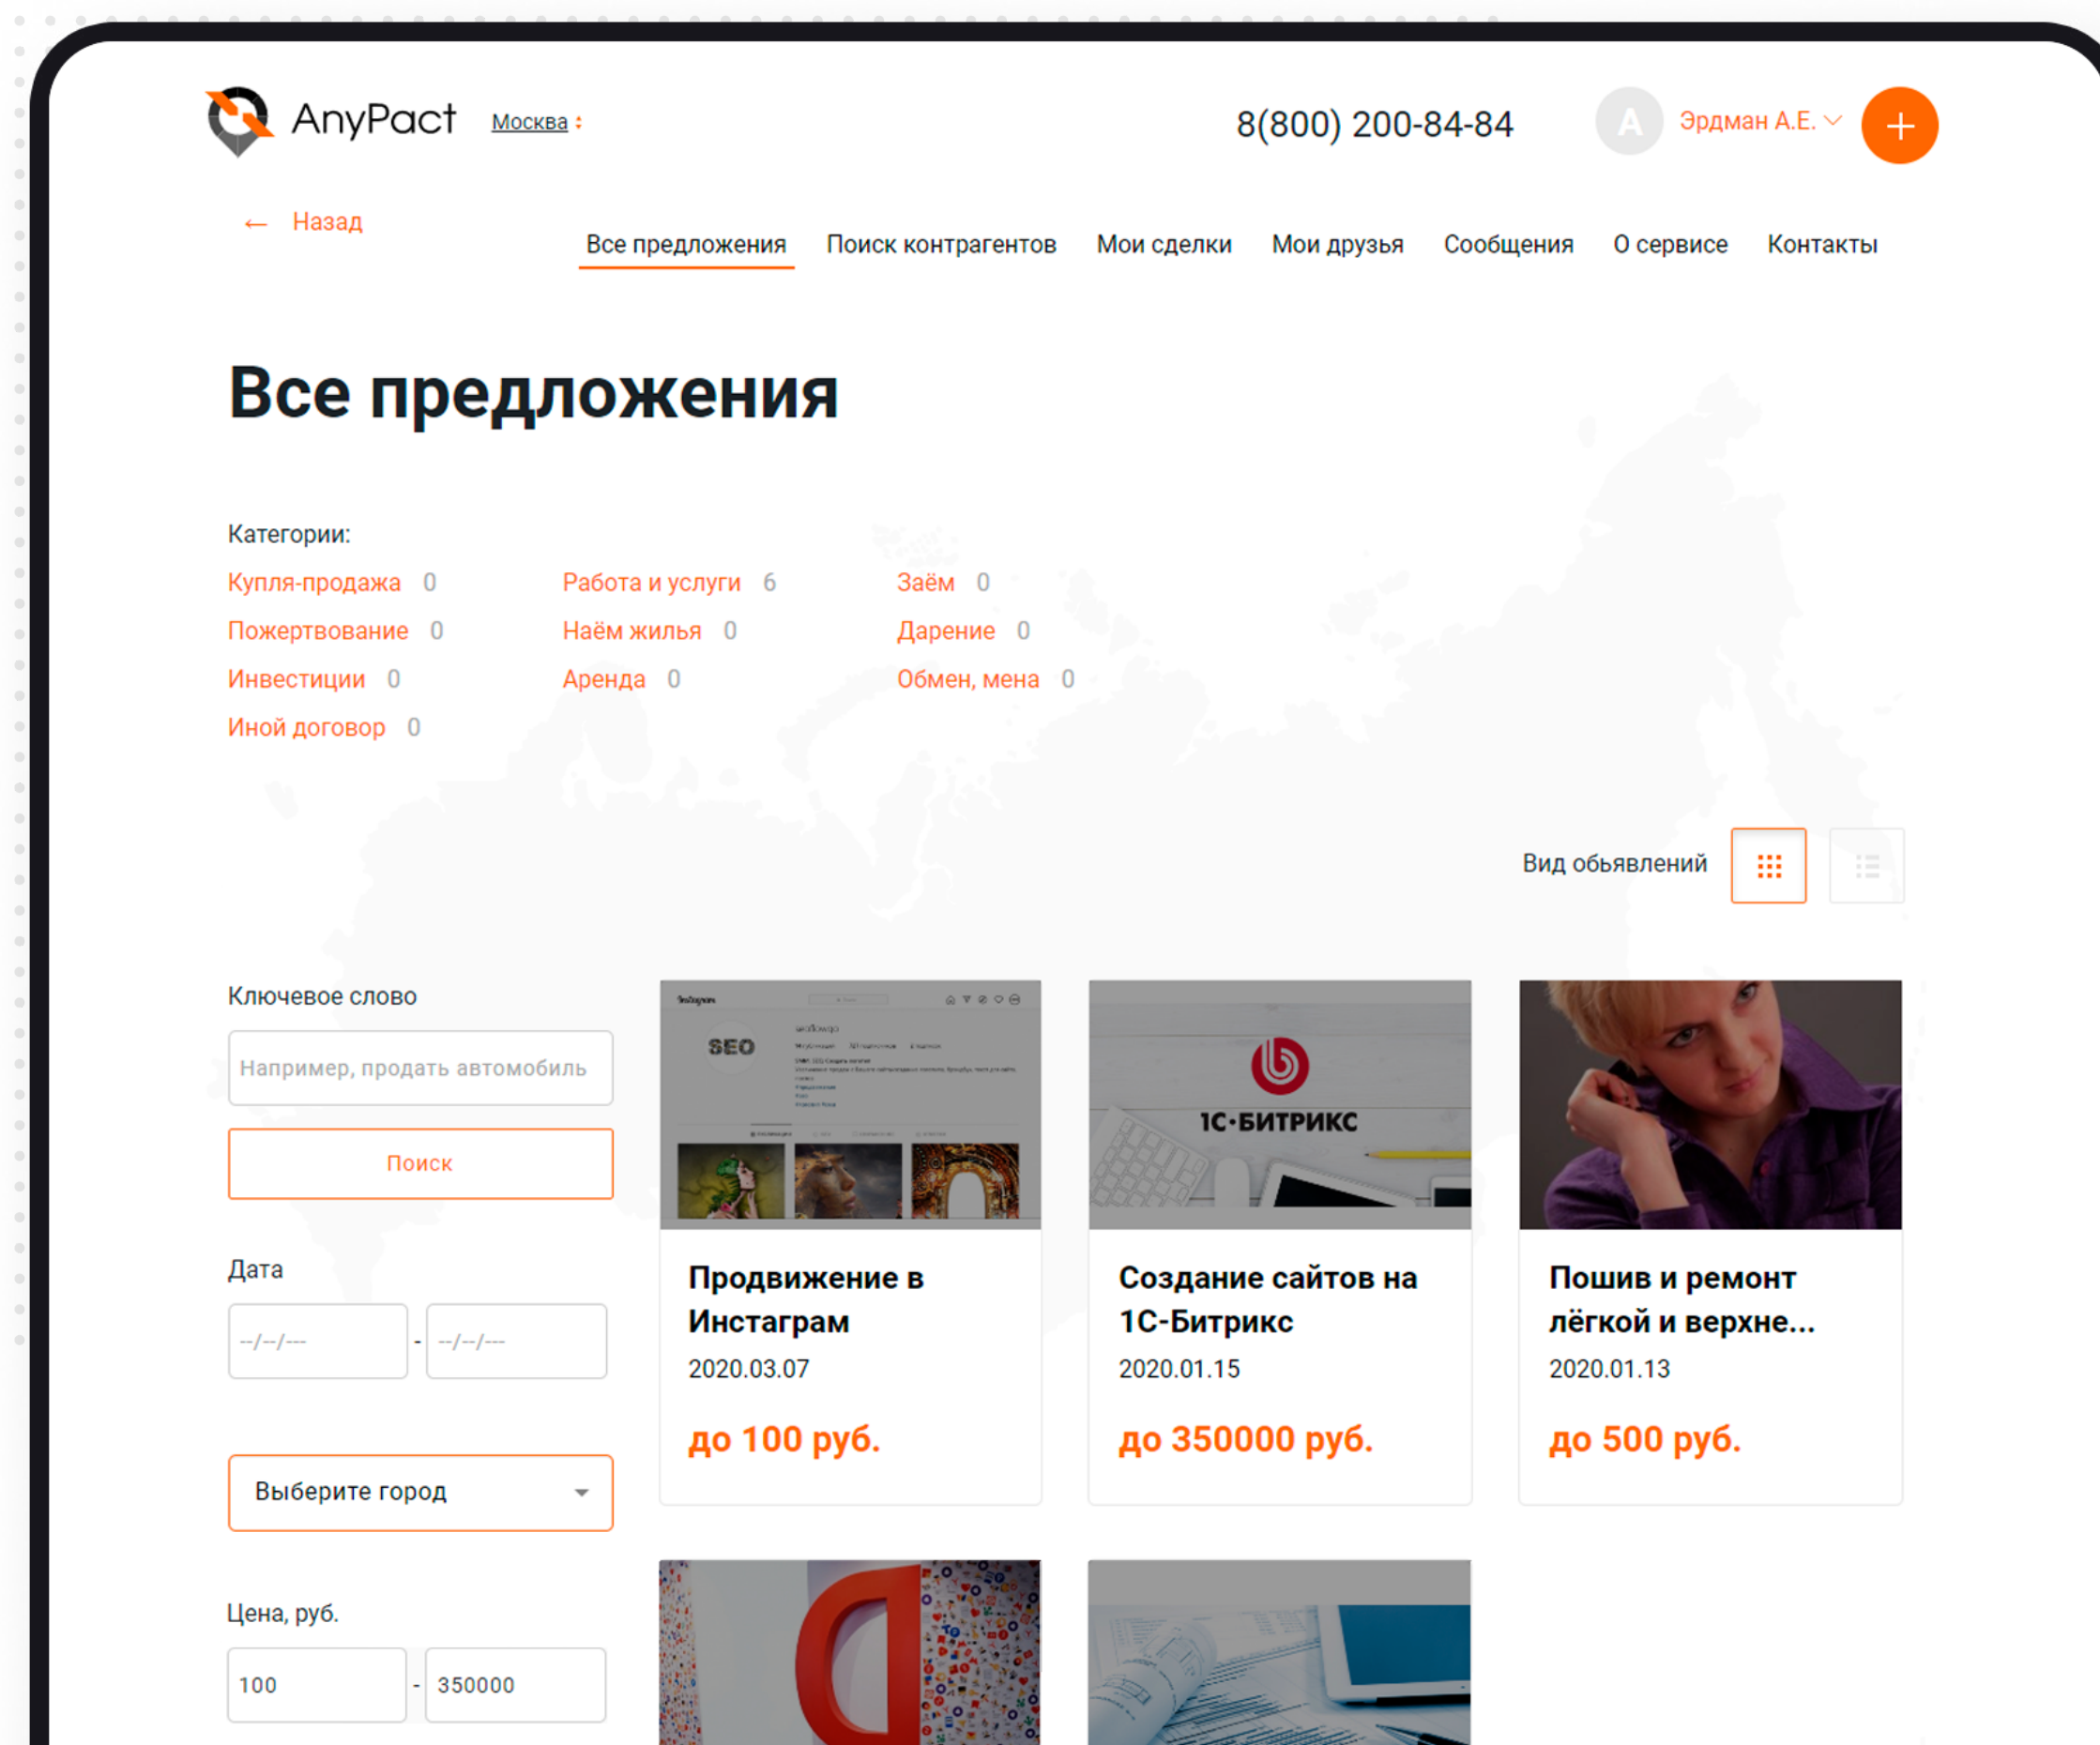 AnyPact
Москва
8(800) 200-84-84
A
Эрдман А.Е.
← Назад
Все предложения
Поиск контрагентов
Мои сделки
Мои друзья
Сообщения
О сервисе
Контакты
Все предложения
Категории:
Купля-продажа 0
Работа и услуги 6
Заём 0
Пожертвование 0
Наём жилья 0
Дарение 0
Инвестиции 0
Аренда 0
Обмен, мена 0
Иной договор 0
Вид обьявлений
Ключевое слово
Например, продать автомобиль
Поиск
Дата
--/--/--- - --/--/---
Выберите город
Цена, руб.
100 - 350000
Instagram
SEO
Продвижение в
Инстаграм
2020.03.07
до 100 руб.
1С·БИТРИКС
Создание сайтов на
1С-Битрикс
2020.01.15
до 350000 руб.
Пошив и ремонт
лёгкой и верхне...
2020.01.13
до 500 руб.